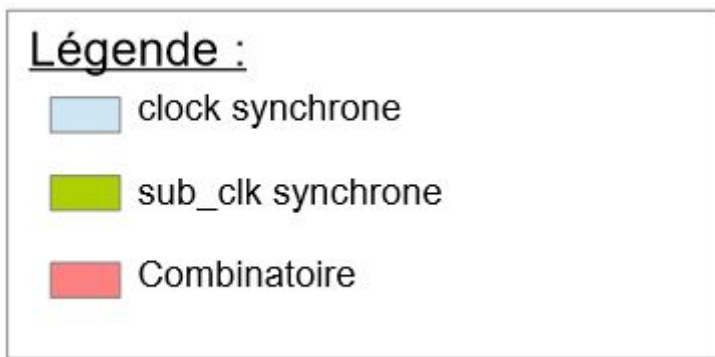 Légende :
clock synchrone
sub_clk synchrone
Combinatoire